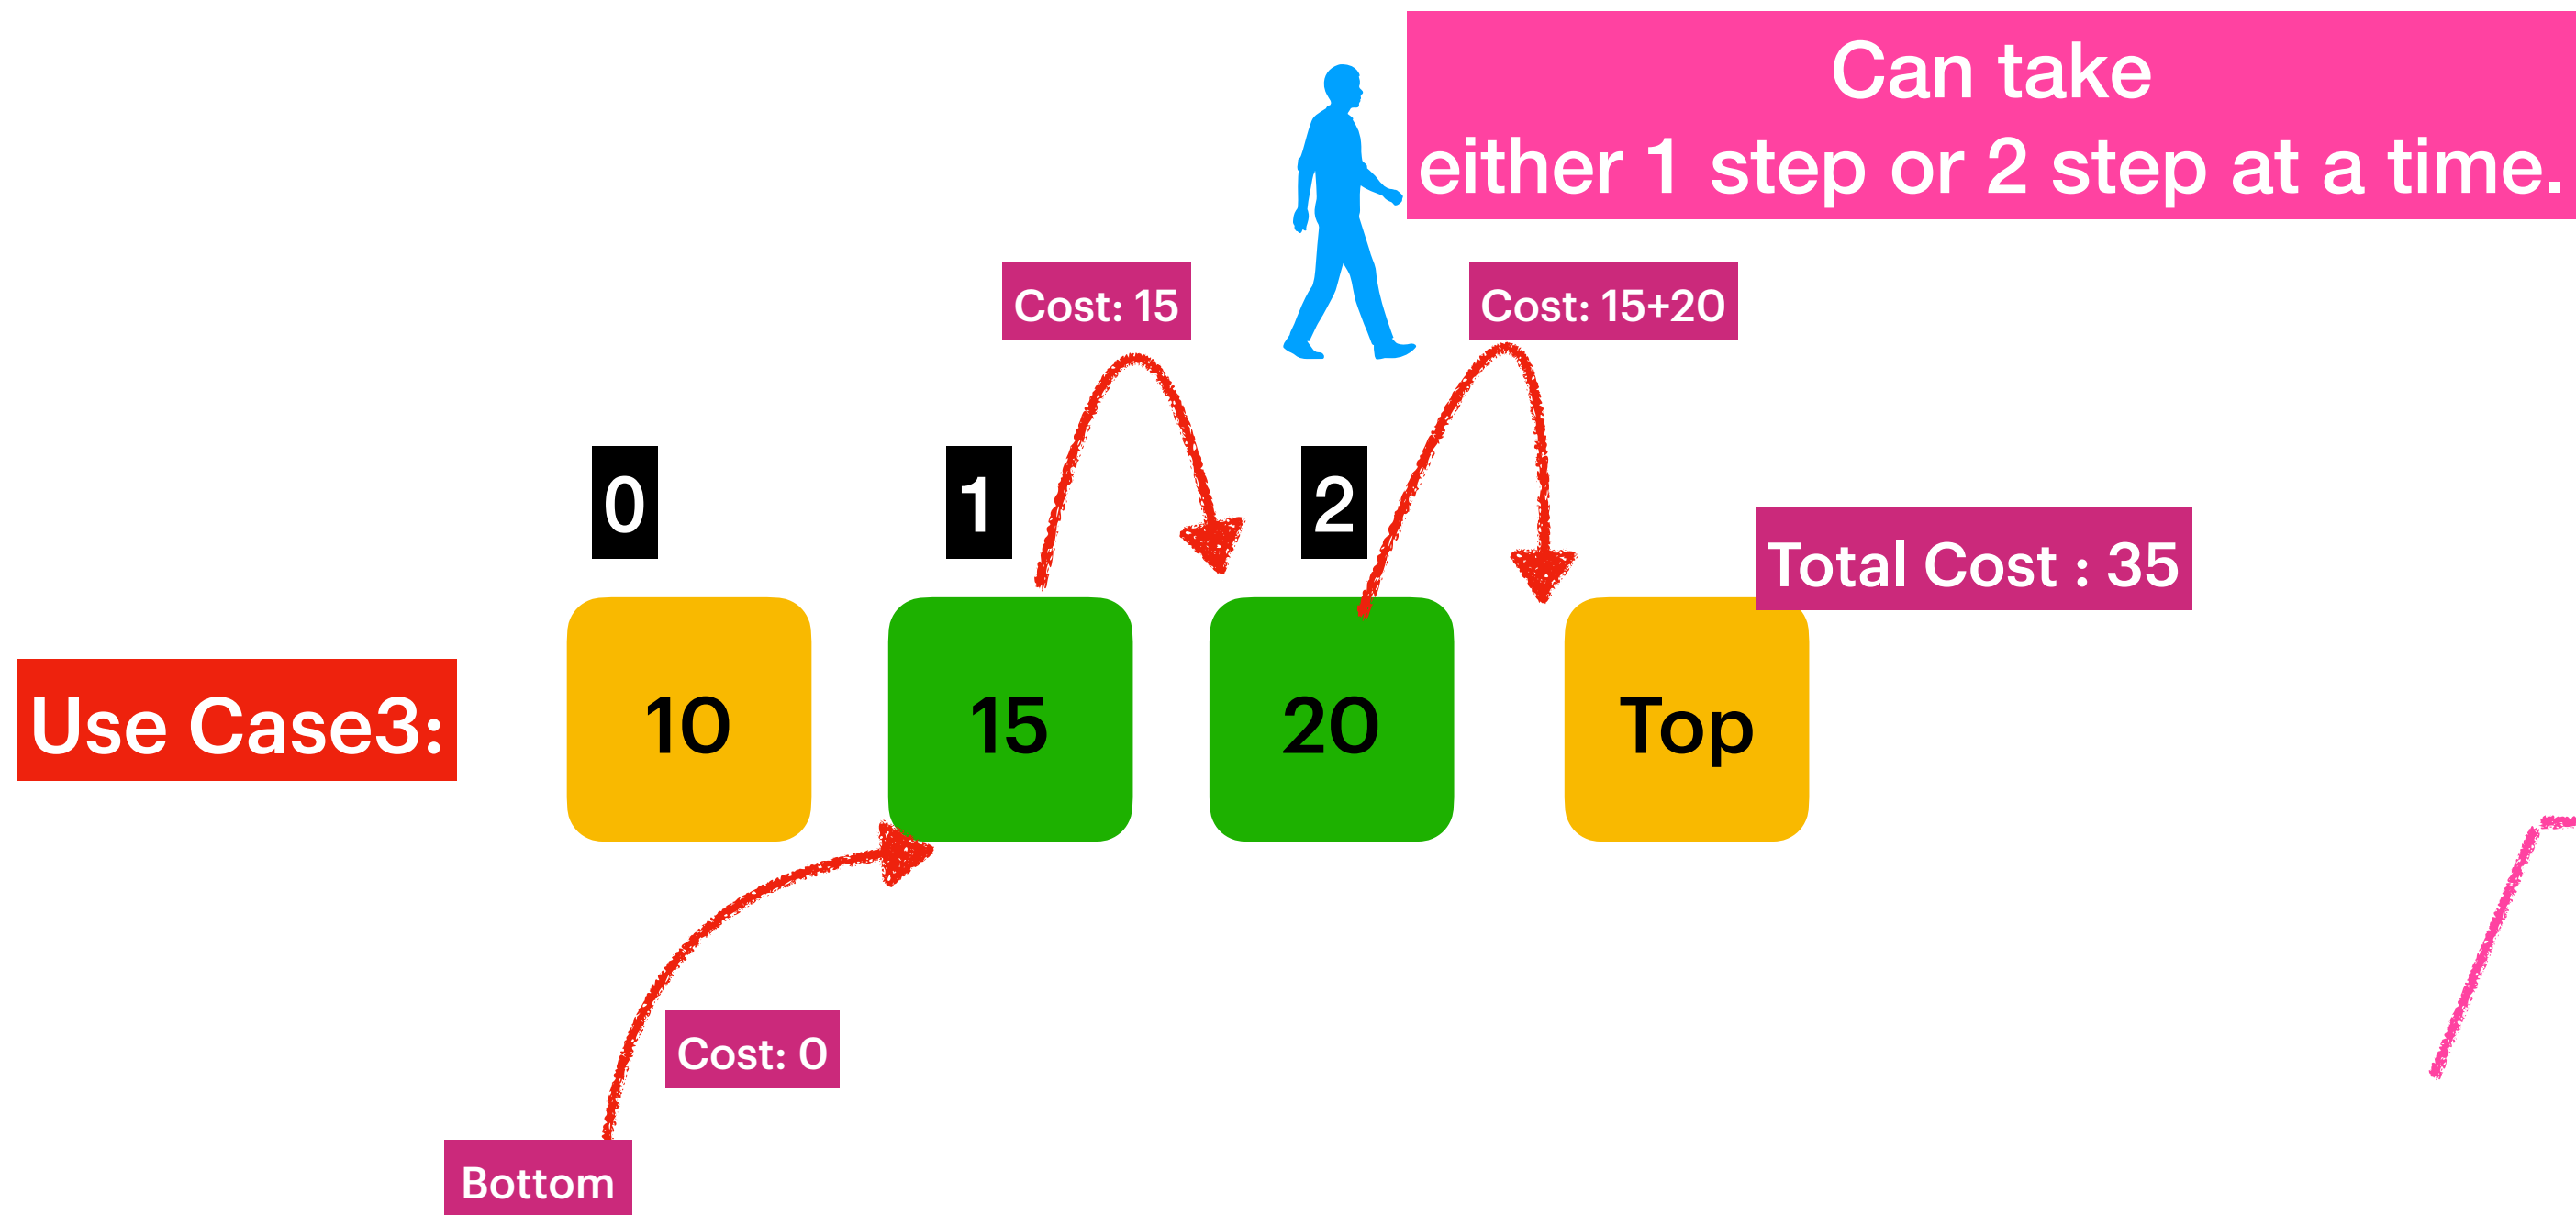 Can take
either 1 step or 2 step at a time.
Cost: 15
Cost: 15+20
0
1
2
Total Cost : 35
Use Case3:
10
15
20
Top
Cost: 0
Bottom